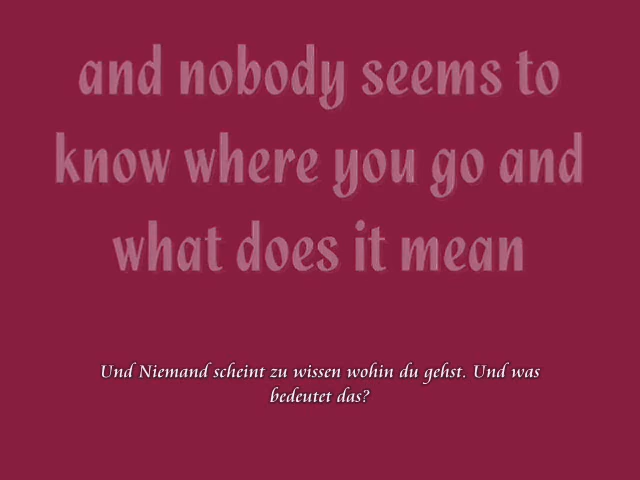 and nobody seems to
know where you go and
what does it mean
Und Niemand scheint zu wissen wohin du gehst. Und was
bedeutet das?